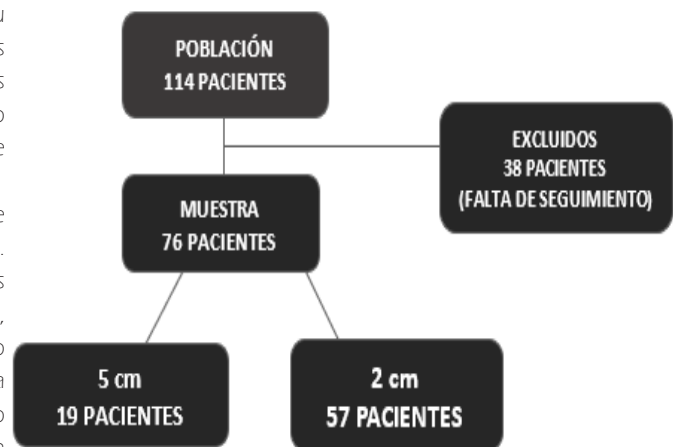 POBLACIÓN
114 PACIENTES
EXCLUIDOS
38 PACIENTES
(FALTA DE SEGUIMIENTO)
MUESTRA
76 PACIENTES
5 cm
19 PACIENTES
2 cm
57 PACIENTES